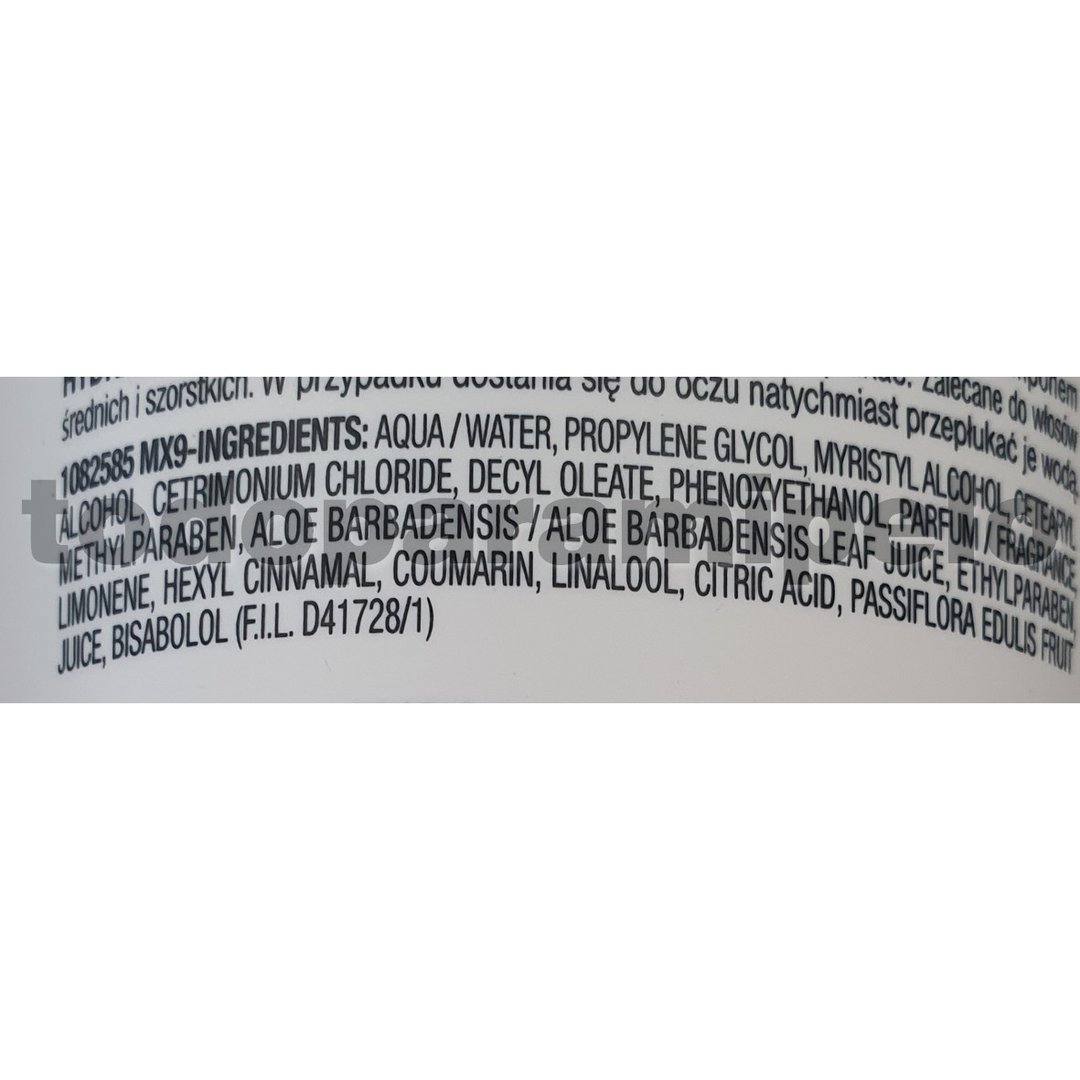 średnich i szorstkich. W przypadku dostania się do oczu natychmiast przepłukać je wodą.
Zalecane do włosów
1082585 MX9-INGREDIENTS: AQUA / WATER, PROPYLENE GLYCOL, MYRISTYL ALCOHOL, CETEARYL
ALCOHOL, CETRIMONIUM CHLORIDE, DECYL OLEATE, PHENOXYETHANOL, PARFUM / FRAGRANCE,
METHYLPARABEN, ALOE BARBADENSIS / ALOE BARBADENSIS LEAF JUICE, ETHYLPARABEN,
LIMONENE, HEXYL CINNAMAL, COUMARIN, LINALOOL, CITRIC ACID, PASSIFLORA EDULIS FRUIT
JUICE, BISABOLOL (F.I.L. D41728/1)
todoparamipelo